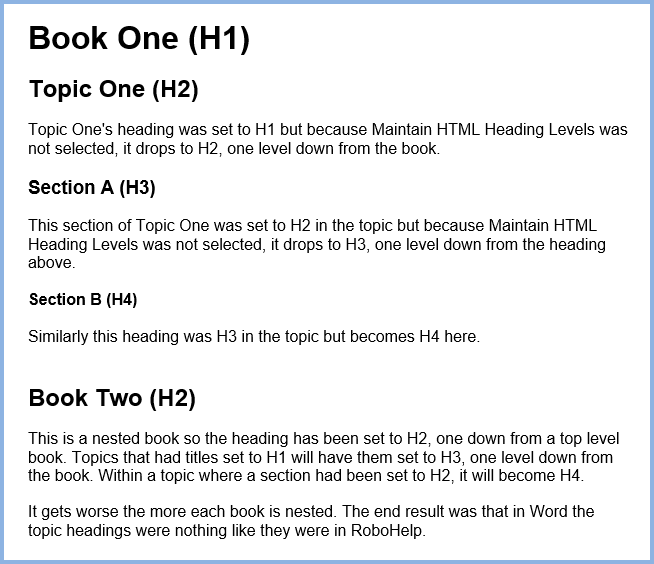 Book One (H1)
Topic One (H2)
Topic One's heading was set to H1 but because Maintain HTML Heading Levels was
not selected, it drops to H2, one level down from the book.
Section A (H3)
This section of Topic One was set to H2 in the topic but because Maintain HTML
Heading Levels was not selected, it drops to H3, one level down from the heading
above.
Section B (H4)
Similarly this heading was H3 in the topic but becomes H4 here.
Book Two (H2)
This is a nested book so the heading has been set to H2, one down from a top level
book. Topics that had titles set to H1 will have them set to H3, one level down from
the book. Within a topic where a section had been set to H2, it will become H4.
It gets worse the more each book is nested. The end result was that in Word the
topic headings were nothing like they were in RoboHelp.